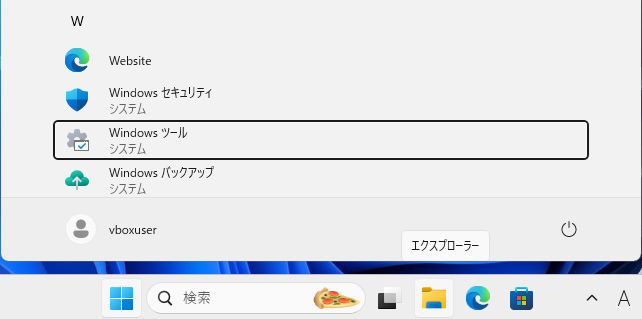 W
Website
Windows セキュリティ
システム
Windows ツール
システム
Windows バックアップ
システム
vboxuser
エクスプローラー
検索
A